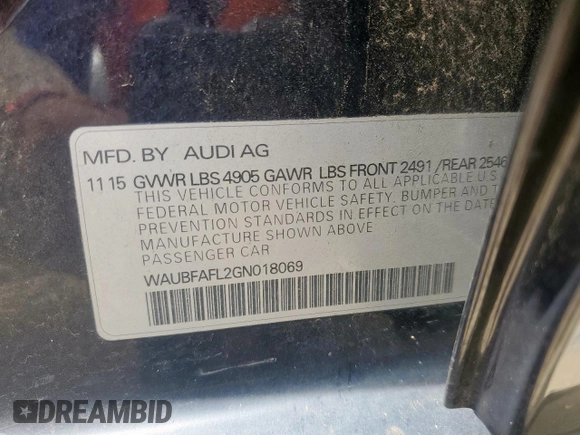 MFD. BY AUDI AG
11 15 GVWR LBS 4905 GAWR LBS FRONT 2491 /REAR 2546
THIS VEHICLE CONFORMS TO ALL APPLICABLE U.S
FEDERAL MOTOR VEHICLE SAFETY, BUMPER AND T
PREVENTION STANDARDS IN EFFECT ON THE DATE
MANUFACTURE SHOWN ABOVE
PASSENGER CAR
WAUBFAFL2GN018069
DREAMBID